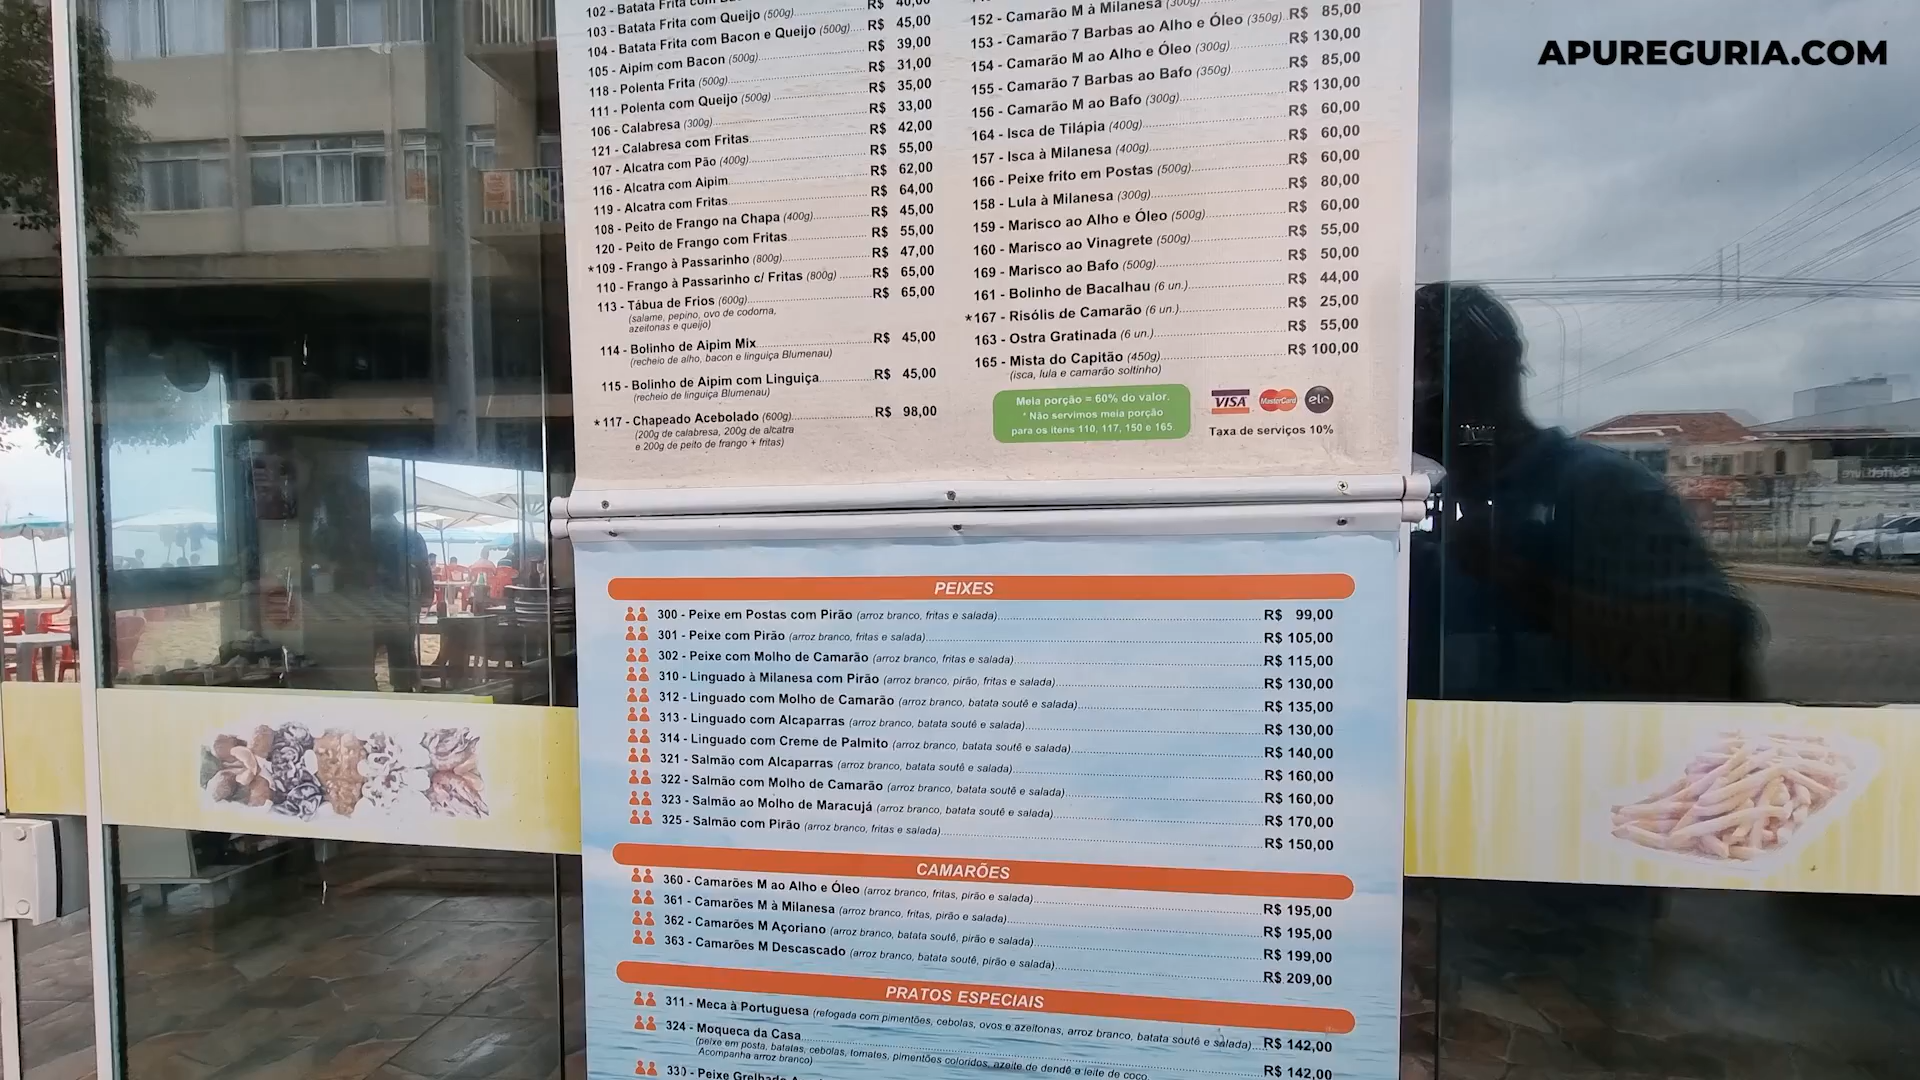 APUREGURIA.COM
102 - Batata Frita com
103 - Batata Frita com Queijo (500g) R$ 40,00
104 - Batata Frita com Bacon e Queijo (500g) R$ 45,00
105 - Aipim com Bacon (500g) R$ 39,00
118 - Polenta Frita (500g) R$ 31,00
111 - Polenta com Queijo (500g) R$ 35,00
106 - Calabresa (300g) R$ 33,00
121 - Calabresa com Fritas R$ 42,00
107 - Alcatra com Pão (400g) R$ 55,00
116 - Alcatra com Aipim R$ 62,00
119 - Alcatra com Fritas R$ 64,00
108 - Peito de Frango na Chapa (400g) R$ 45,00
120 - Peito de Frango com Fritas R$ 55,00
*109 - Frango à Passarinho (800g) R$ 47,00
110 - Frango à Passarinho c/ Fritas (800g) R$ 65,00
113 - Tábua de Frios (600g) R$ 65,00
(salame, pepino, ovo de codorna,
azeitonas e queijo)
114 - Bolinho de Aipim Mix R$ 45,00
(recheio de alho, bacon e linguiça Blumenau)
115 - Bolinho de Aipim com Linguiça R$ 45,00
(recheio de linguiça Blumenau)
*117 - Chapeado Acebolado (600g) R$ 98,00
(200g de calabresa, 200g de alcatra
e 200g de peito de frango + fritas)
152 - Camarão M à Milanesa (300g)
153 - Camarão 7 Barbas ao Alho e Óleo (350g) R$ 85,00
154 - Camarão M ao Alho e Óleo (300g) R$ 130,00
155 - Camarão 7 Barbas ao Bafo (350g) R$ 85,00
156 - Camarão M ao Bafo (300g) R$ 130,00
164 - Isca de Tilápia (400g) R$ 60,00
157 - Isca à Milanesa (400g) R$ 60,00
166 - Peixe frito em Postas (500g) R$ 60,00
158 - Lula à Milanesa (300g) R$ 80,00
159 - Marisco ao Alho e Óleo (500g) R$ 60,00
160 - Marisco ao Vinagrete (500g) R$ 55,00
169 - Marisco ao Bafo (500g) R$ 50,00
161 - Bolinho de Bacalhau (6 un.) R$ 44,00
*167 - Risólis de Camarão (6 un.) R$ 25,00
163 - Ostra Gratinada (6 un.) R$ 55,00
165 - Mista do Capitão (450g) R$ 100,00
(isca, lula e camarão soltinho)
Meia porção = 60% do valor.
* Não servimos meia porção
para os itens 110, 117, 150 e 165.
VISA MasterCard elo
Taxa de serviços 10%
PEIXES
300 - Peixe em Postas com Pirão (arroz branco, fritas e salada) R$ 99,00
301 - Peixe com Pirão (arroz branco, fritas e salada) R$ 105,00
302 - Peixe com Molho de Camarão (arroz branco, fritas e salada) R$ 115,00
310 - Linguado à Milanesa com Pirão (arroz branco, pirão, fritas e salada) R$ 130,00
312 - Linguado com Molho de Camarão (arroz branco, batata soutê e salada) R$ 135,00
313 - Linguado com Alcaparras (arroz branco, batata soutê e salada) R$ 130,00
314 - Linguado com Creme de Palmito (arroz branco, batata soutê e salada) R$ 140,00
321 - Salmão com Alcaparras (arroz branco, batata soutê e salada) R$ 160,00
322 - Salmão com Molho de Camarão (arroz branco, batata soutê e salada) R$ 160,00
323 - Salmão ao Molho de Maracujá (arroz branco, batata soutê e salada) R$ 170,00
325 - Salmão com Pirão (arroz branco, fritas e salada) R$ 150,00
CAMARÕES
360 - Camarões M ao Alho e Óleo (arroz branco, fritas, pirão e salada) R$ 195,00
361 - Camarões M à Milanesa (arroz branco, fritas, pirão e salada) R$ 195,00
362 - Camarões M Açoriano (arroz branco, batata soutê, pirão e salada) R$ 199,00
363 - Camarões M Descascado (arroz branco, batata soutê, pirão e salada) R$ 209,00
PRATOS ESPECIAIS
311 - Meca à Portuguesa (refogada com pimentões, cebolas, ovos e azeitonas, arroz branco, batata soutê e salada) R$ 142,00
324 - Moqueca da Casa R$ 142,00
(peixe em posta, batatas, cebolas, tomates, pimentões coloridos, azeite de dendê e leite de coco.
Acompanha arroz branco)
330 - Peixe Grelhado